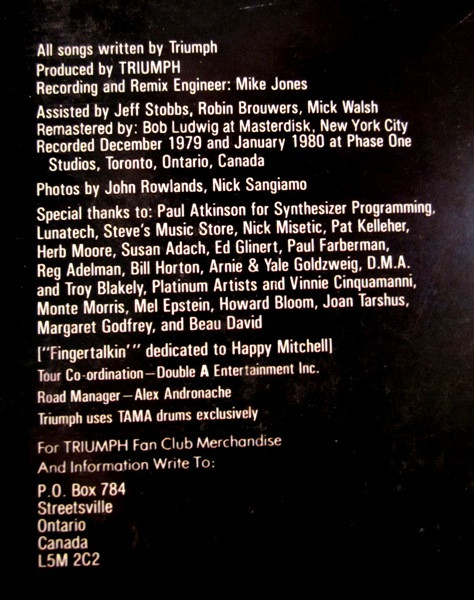 All songs written by Triumph
Produced by TRIUMPH
Recording and Remix Engineer: Mike Jones
Assisted by Jeff Stobbs, Robin Brouwers, Mick Walsh
Remastered by: Bob Ludwig at Masterdisk, New York City
Recorded December 1979 and January 1980 at Phase One
Studios, Toronto, Ontario, Canada
Photos by John Rowlands, Nick Sangiamo
Special thanks to: Paul Atkinson for Synthesizer Programming,
Lunatech, Steve's Music Store, Nick Misetic, Pat Kelleher,
Herb Moore, Susan Adach, Ed Glinert, Paul Farberman,
Reg Adelman, Bill Horton, Arnie & Yale Goldzweig, D.M.A.
and Troy Blakely, Platinum Artists and Vinnie Cinquamanni,
Monte Morris, Mel Epstein, Howard Bloom, Joan Tarshus,
Margaret Godfrey, and Beau David
["Fingertalkin'" dedicated to Happy Mitchell]
Tour Co-ordination—Double A Entertainment Inc.
Road Manager—Alex Andronache
Triumph uses TAMA drums exclusively
For TRIUMPH Fan Club Merchandise
And Information Write To:
P.O. Box 784
Streetsville
Ontario
Canada
L5M 2C2